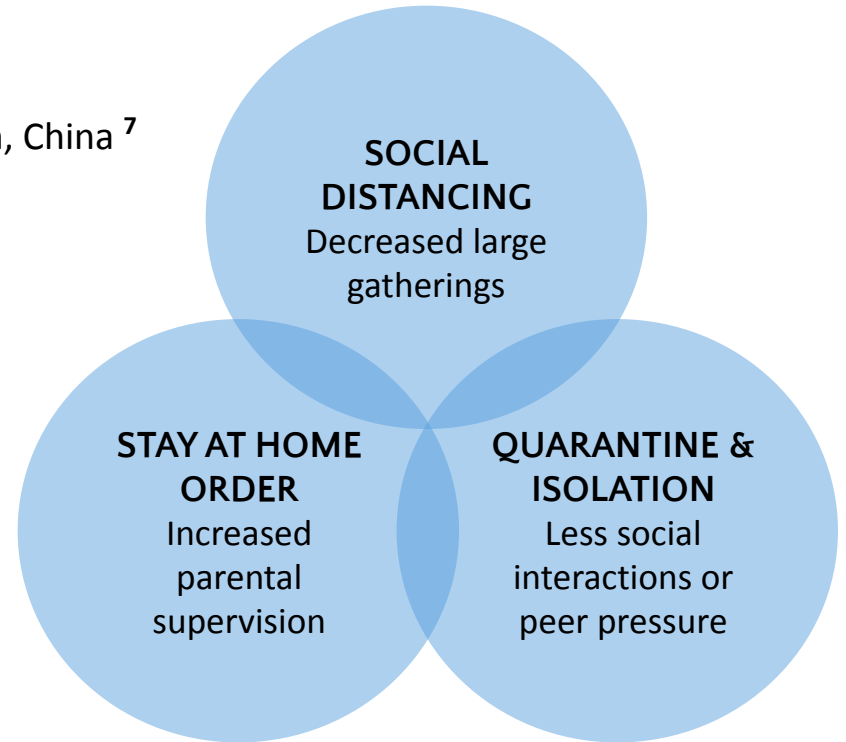 , China ⁷
SOCIAL
DISTANCING
Decreased large
gatherings
STAY AT HOME
ORDER
Increased
parental
supervision
QUARANTINE &
ISOLATION
Less social
interactions or
peer pressure